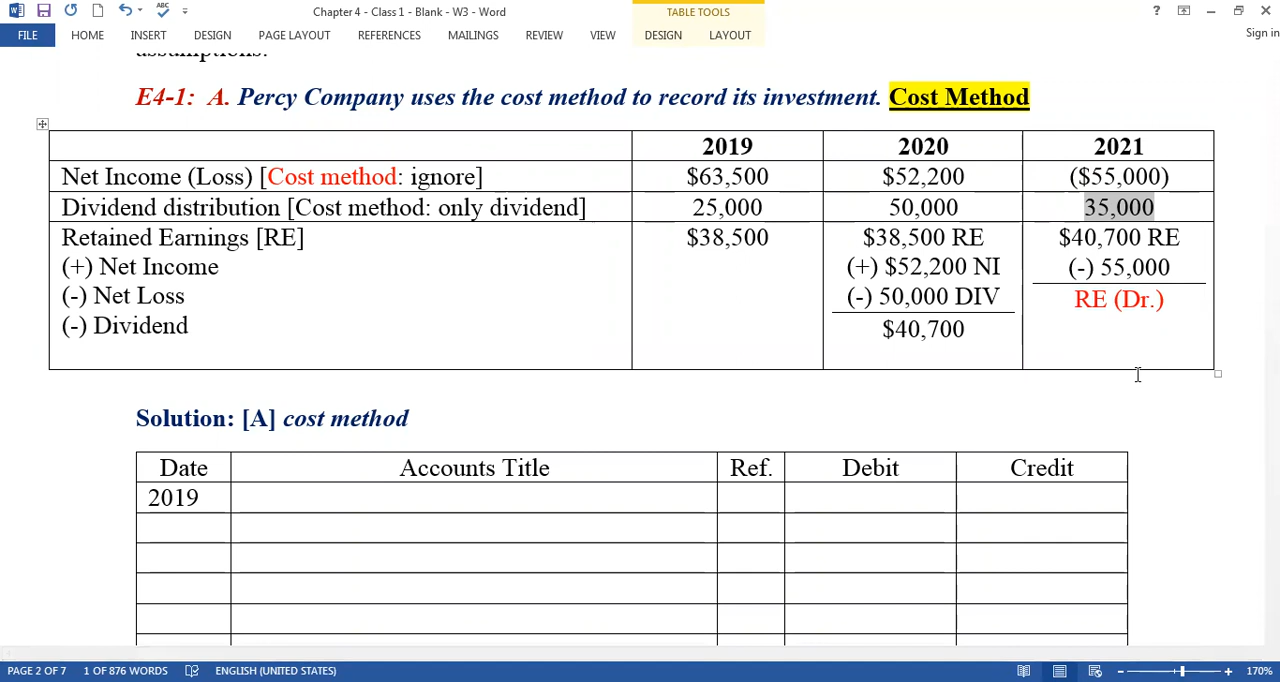 Chapter 4 - Class 1 - Blank - W3 - Word
TABLE TOOLS
?
Sign in
FILE HOME INSERT DESIGN PAGE LAYOUT REFERENCES MAILINGS REVIEW VIEW DESIGN LAYOUT
assumptions.
E4-1: A. Percy Company uses the cost method to record its investment. Cost Method
2019 2020 2021
Net Income (Loss) [Cost method: ignore] $63,500 $52,200 ($55,000)
Dividend distribution [Cost method: only dividend] 25,000 50,000 35,000
Retained Earnings [RE] $38,500 $38,500 RE $40,700 RE
(+) Net Income (+) $52,200 NI (-) 55,000
(-) Net Loss (-) 50,000 DIV RE (Dr.)
(-) Dividend $40,700
Solution: [A] cost method
Date Accounts Title Ref. Debit Credit
2019
PAGE 2 OF 7 1 OF 876 WORDS ENGLISH (UNITED STATES) 170%